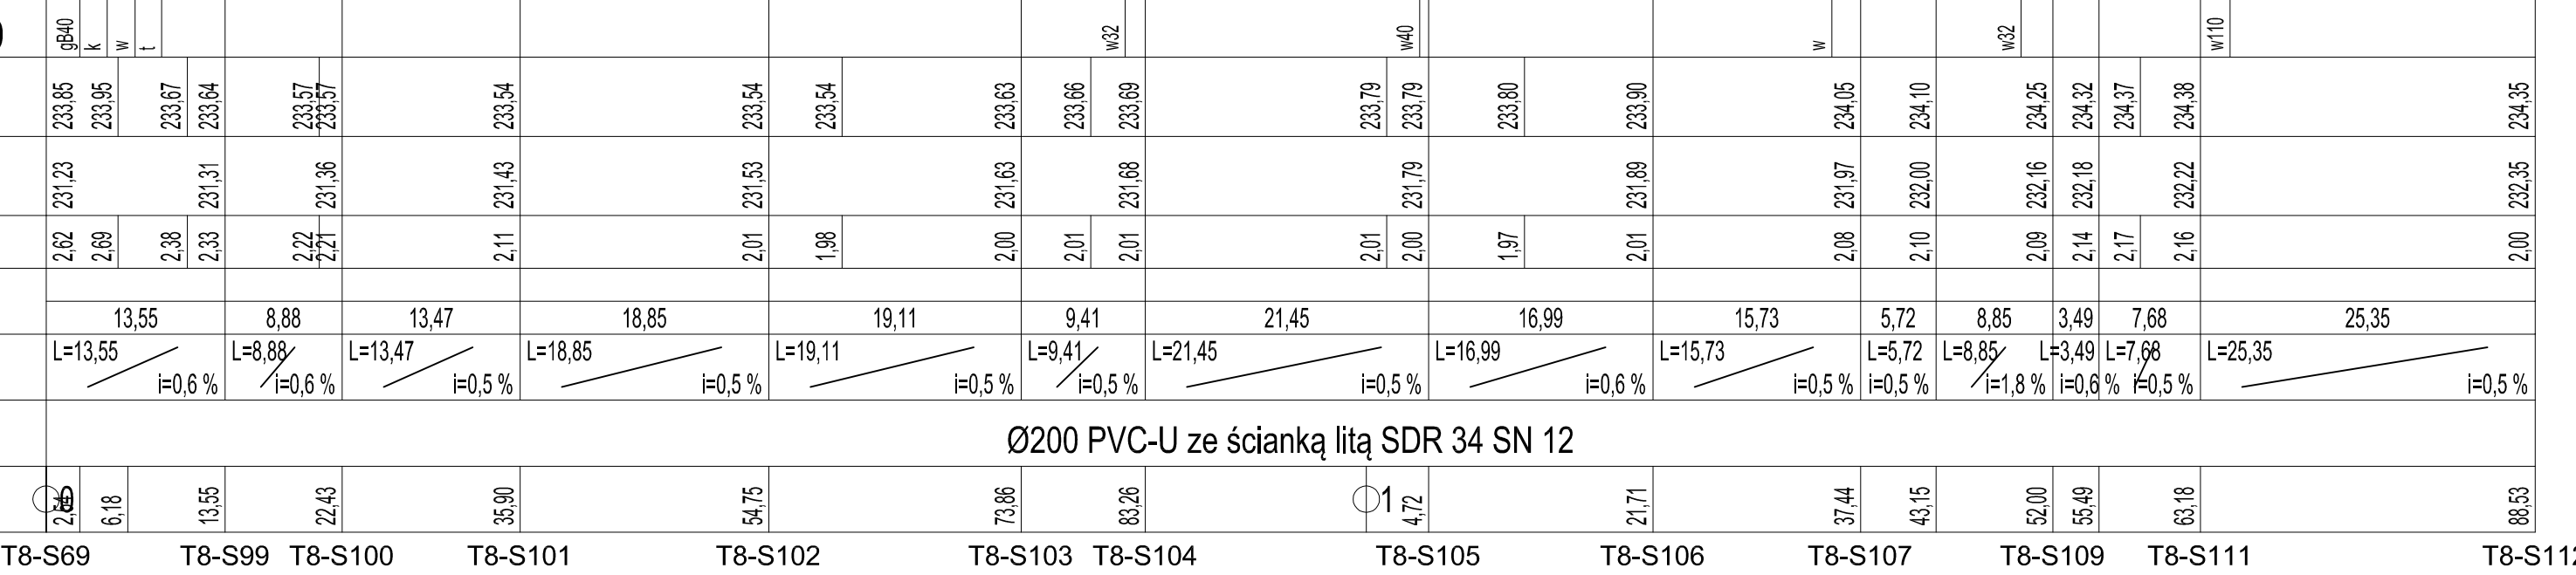 gB40 k w t w32 w40 w w32 w110
233,85 233,95 233,67 233,64 233,57 233,57 233,54 233,54 233,54 233,63 233,66 233,69 233,79 233,79 233,80 233,90 234,05 234,10 234,25 234,32 234,37 234,38 234,35
231,23 231,31 231,36 231,43 231,53 231,63 231,68 231,79 231,89 231,97 232,00 232,16 232,18 232,22 232,35
2,62 2,69 2,38 2,33 2,22 2,21 2,11 2,01 1,98 2,00 2,01 2,01 2,01 2,00 1,97 2,01 2,08 2,10 2,09 2,14 2,17 2,16 2,00
13,55 8,88 13,47 18,85 19,11 9,41 21,45 16,99 15,73 5,72 8,85 3,49 7,68 25,35
L=13,55 L=8,88 L=13,47 L=18,85 L=19,11 L=9,41 L=21,45 L=16,99 L=15,73 L=5,72 L=8,85 L=3,49 L=7,68 L=25,35
i=0,6 % i=0,6 % i=0,5 % i=0,5 % i=0,5 % i=0,5 % i=0,5 % i=0,6 % i=0,5 % i=0,5 % i=1,8 % i=0,6 % i=0,5 % i=0,5 %
Ø200 PVC-U ze ścianką litą SDR 34 SN 12
6,18 13,55 22,43 35,90 54,75 73,86 83,26 1 4,72 21,71 37,44 43,15 52,00 55,49 63,18 88,53
T8-S69 T8-S99 T8-S100 T8-S101 T8-S102 T8-S103 T8-S104 T8-S105 T8-S106 T8-S107 T8-S109 T8-S111 T8-S112